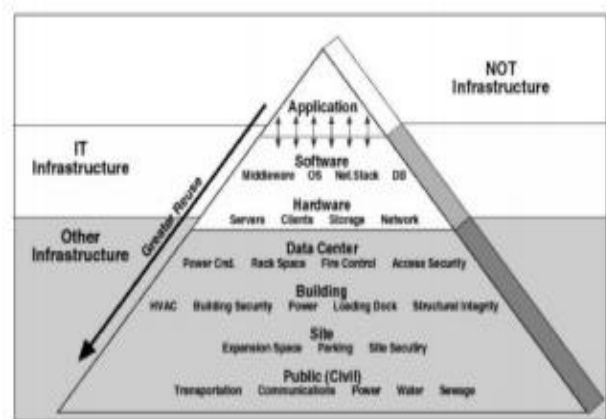 NOT
Infrastructure
Application
IT
Infrastructure
Software
Middleware OS Net.Stack DB
Hardware
Servers Clients Storage Network
Greater Reuse
Other
Infrastructure
Data Center
Power Cnd. Rack Space Fire Control Access Security
Building
HVAC Building Security Power Loading Dock Structural Integrity
Site
Expansion Space Parking Site Secutiry
Public (Civil)
Transportation Communications Power Water Sewage